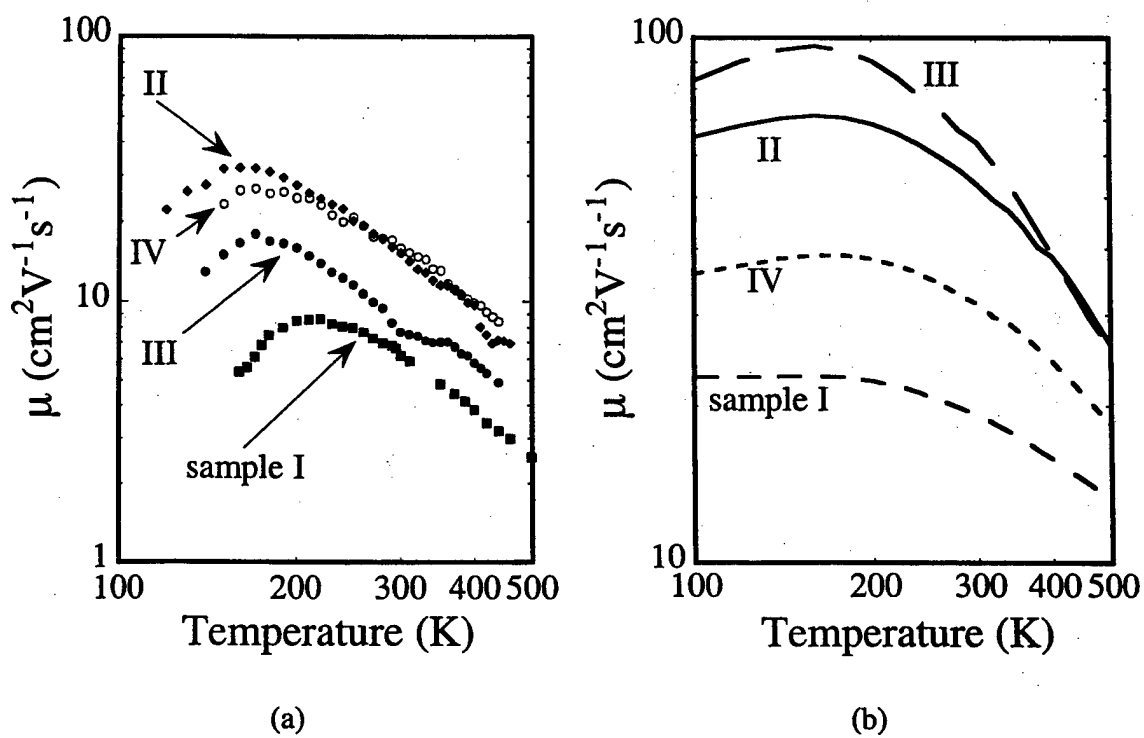 100
II
IV
III
sample I
10
1
μ (cm²V⁻¹s⁻¹)
100
200
300
400 500
Temperature (K)
(a)
100
III
II
IV
sample I
10
μ (cm²V⁻¹s⁻¹)
100
200
300
400 500
Temperature (K)
(b)